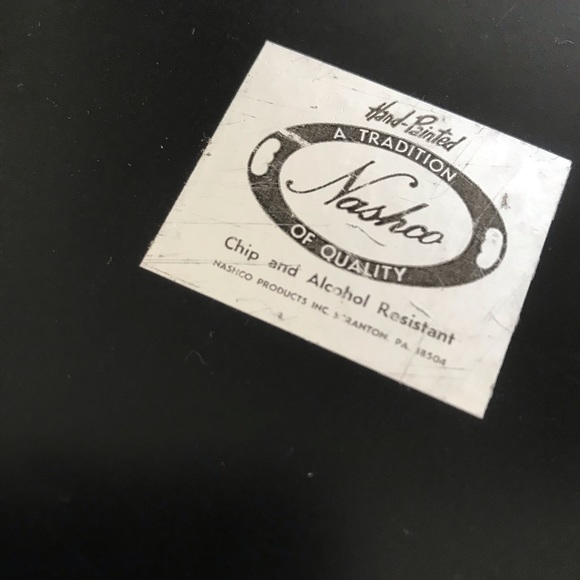 Hand-Painted
A TRADITION
Nashco
OF QUALITY
Chip and Alcohol Resistant
NASHCO PRODUCTS INC. SCRANTON, PA. 18504